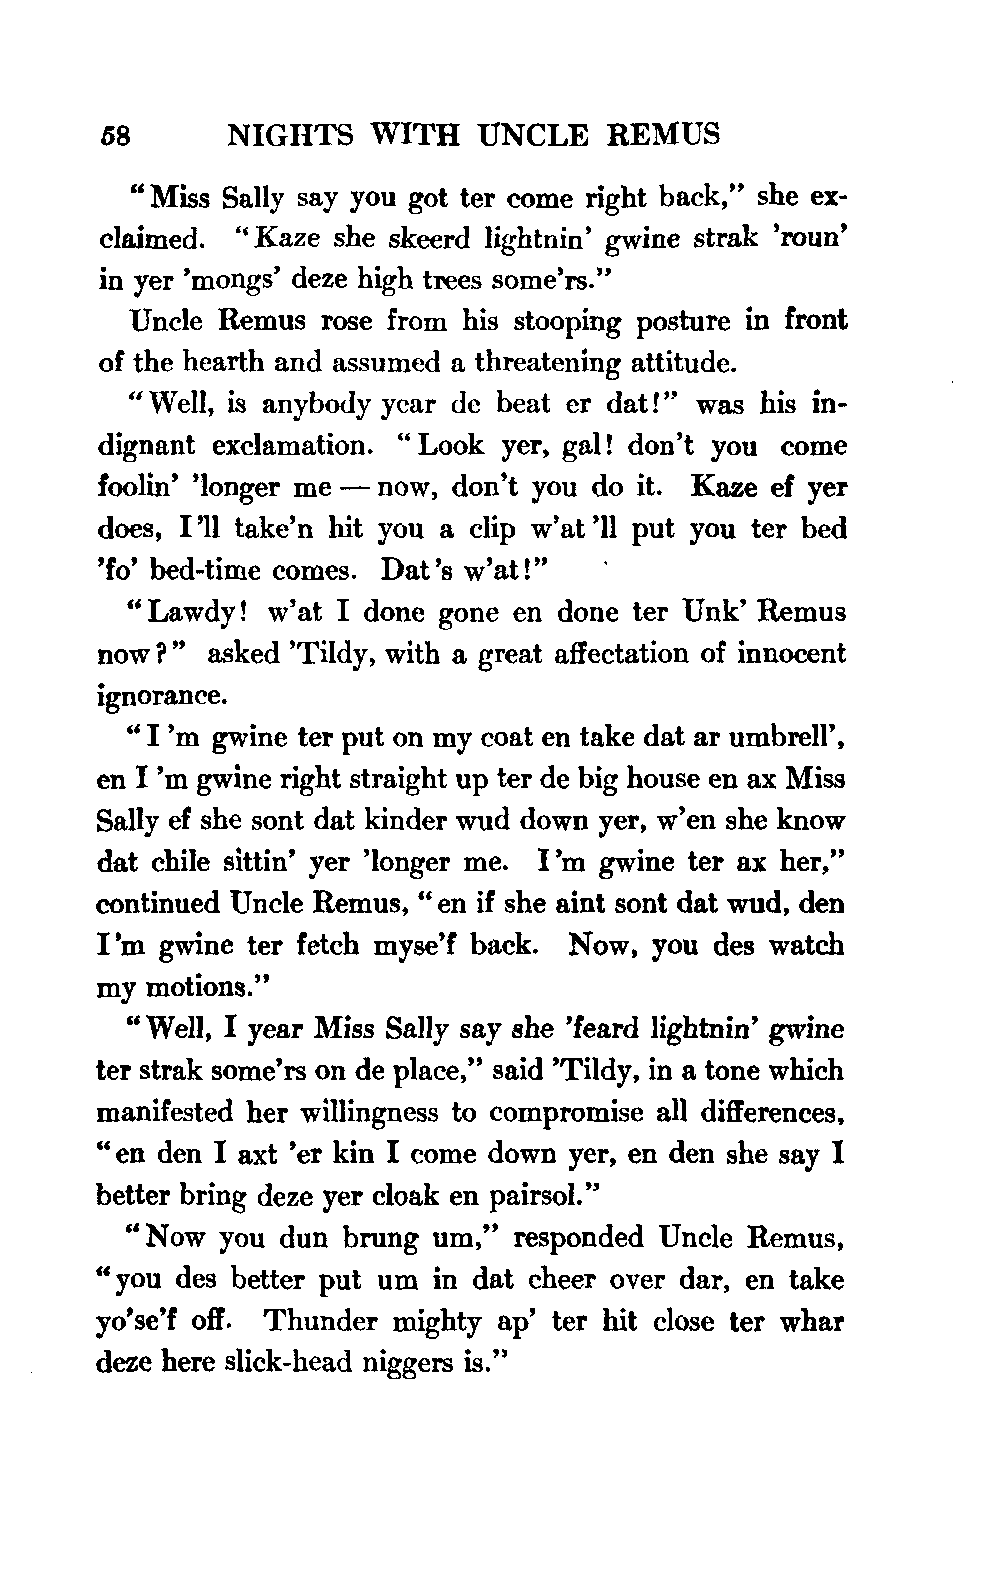 58 NIGHTS WITH UNCLE REMUS
“Miss Sally say you got ter come right back,” she ex-
claimed. “Kaze she skeerd lightnin’ gwine strak ’roun’
in yer ’mongs’ deze high trees some’rs.”
Uncle Remus rose from his stooping posture in front
of the hearth and assumed a threatening attitude.
“Well, is anybody year de beat er dat!” was his in-
dignant exclamation. “Look yer, gal! don’t you come
foolin’ ’longer me — now, don’t you do it. Kaze ef yer
does, I’ll take’n hit you a clip w’at’ll put you ter bed
’fo’ bed-time comes. Dat’s w’at!”
“Lawdy! w’at I done gone en done ter Unk’ Remus
now?” asked ’Tildy, with a great affectation of innocent
ignorance.
“I’m gwine ter put on my coat en take dat ar umbrell’,
en I’m gwine right straight up ter de big house en ax Miss
Sally ef she sont dat kinder wud down yer, w’en she know
dat chile sittin’ yer ’longer me. I’m gwine ter ax her,”
continued Uncle Remus, “en if she aint sont dat wud, den
I’m gwine ter fetch myse’f back. Now, you des watch
my motions.”
“Well, I year Miss Sally say she ’feard lightnin’ gwine
ter strak some’rs on de place,” said ’Tildy, in a tone which
manifested her willingness to compromise all differences,
“en den I axt ’er kin I come down yer, en den she say I
better bring deze yer cloak en pairsol.”
“Now you dun brung um,” responded Uncle Remus,
“you des better put um in dat cheer over dar, en take
yo’se’f off. Thunder mighty ap’ ter hit close ter whar
deze here slick-head niggers is.”